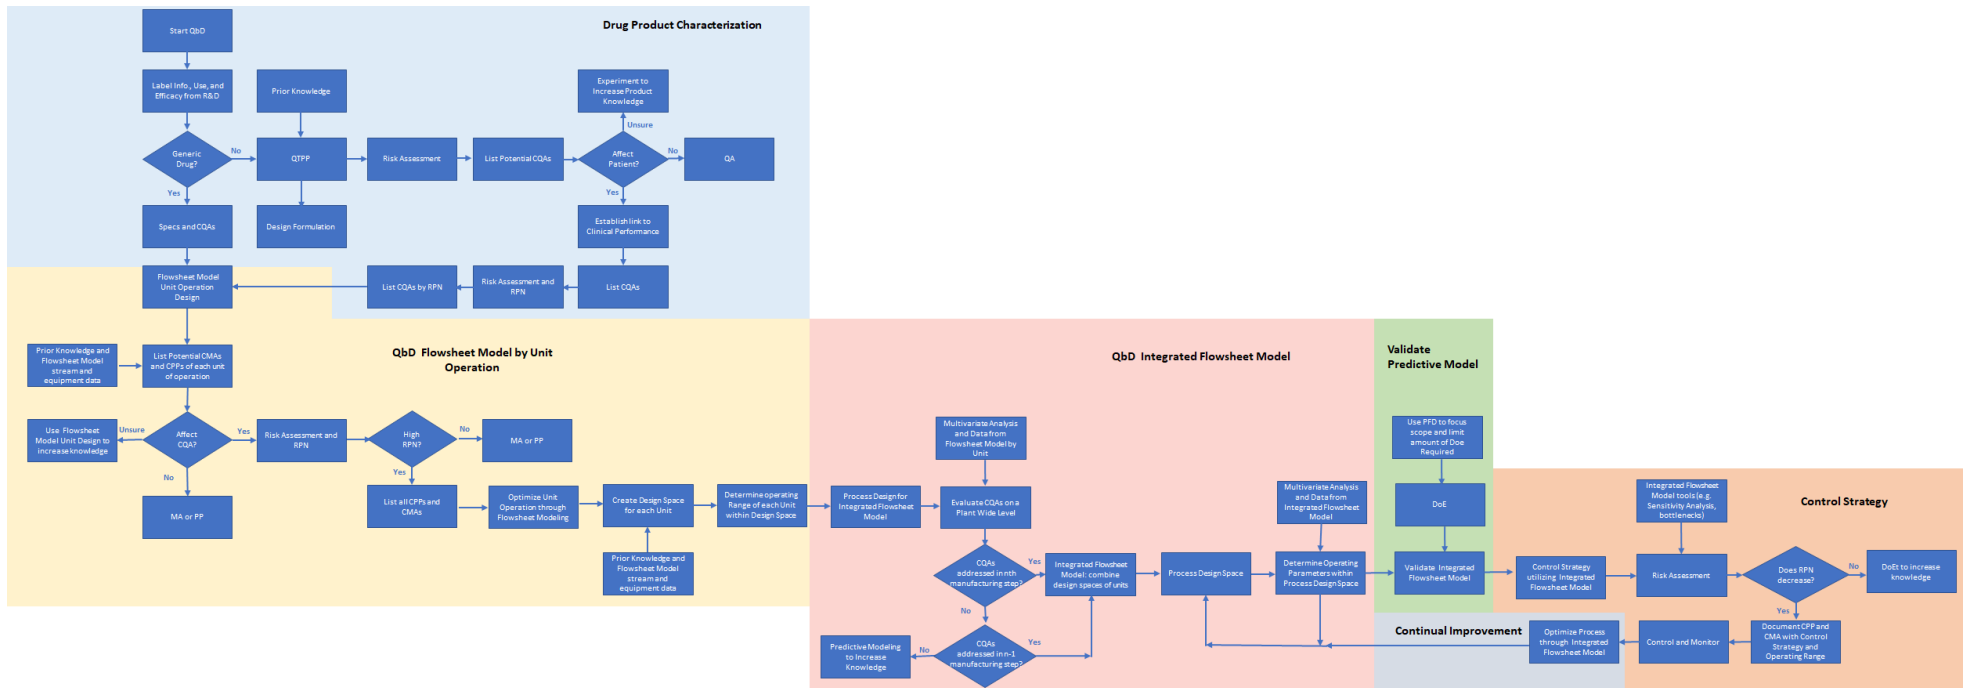 Drug Product Characterization
Start QbD
Label Info., Use, and
Efficacy from R&D
Prior Knowledge
Experiment to
Increase Product
Knowledge
Unsure
Generic
Drug?
No
QTPP
Risk Assessment
List Potential CQAs
Affect
Patient?
No
QA
Yes
Yes
Specs and CQAs
Design Formulation
Establish link to
Clinical Performance
Flowsheet Model
Unit Operation
Design
List CQAs by RPN
Risk Assessment and
RPN
List CQAs
QbD Flowsheet Model by Unit
Operation
Prior Knowledge and
Flowsheet Model
stream and
equipment data
List Potential CMAs
and CPPs of each unit
of operation
Use Flowsheet
Model Unit Design to
increase knowledge
Unsure
Affect
CQA?
Yes
Risk Assessment and
RPN
High
RPN?
No
MA or PP
No
Yes
MA or PP
List all CPPs and
CMAs
Optimize Unit
Operation through
Flowsheet Modeling
Create Design Space
for each Unit
Determine operating
Range of each Unit
within Design Space
Prior Knowledge and
Flowsheet Model
stream and
equipment data
QbD Integrated Flowsheet Model
Multivariate Analysis
and Data from
Flowsheet Model by
Unit
Process Design for
Integrated Flowsheet
Model
Evaluate CQAs on a
Plant Wide Level
Multivariate Analysis
and Data from
Integrated Flowsheet
Model
CQAs
addressed in nth
manufacturing step?
Yes
Integrated Flowsheet
Model: combine
design spaces of units
Process Design Space
Determine Operating
Parameters within
Process Design Space
No
Predictive Modeling
to Increase
Knowledge
No
CQAs
addressed in n-1
manufacturing step?
Yes
Validate
Predictive Model
Use PFD to focus
scope and limit
amount of Doe
Required
DoE
Validate Integrated
Flowsheet Model
Control Strategy
Integrated Flowsheet
Model tools (e.g.
Sensitivity Analysis,
bottlenecks)
Control Strategy
utilizing Integrated
Flowsheet Model
Risk Assessment
Does RPN
decrease?
No
DoEt to increase
knowledge
Yes
Continual Improvement
Optimize Process
through Integrated
Flowsheet Model
Control and Monitor
Document CPP and
CMA with Control
Strategy and
Operating Range